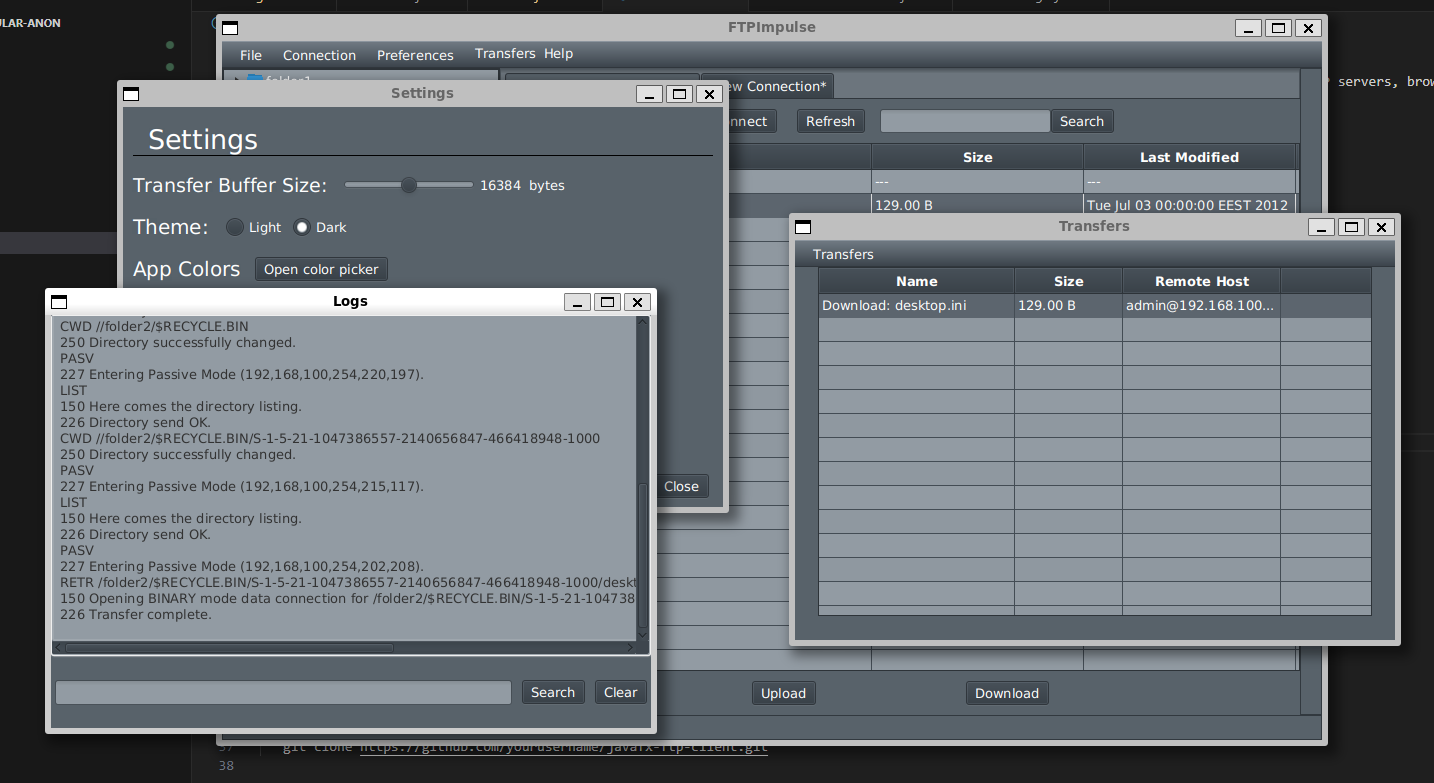 ULAR-ANON
FTPImpulse
File Connection Preferences Transfers Help
folder1
ew Connection*
servers, brow
nnect Refresh Search
Size Last Modified
--- ---
129.00 B Tue Jul 03 00:00:00 EEST 2012
Upload Download
Settings
Settings
Transfer Buffer Size: 16384 bytes
Theme: Light Dark
App Colors Open color picker
Close
Transfers
Transfers
Name Size Remote Host
Download: desktop.ini 129.00 B admin@192.168.100...
Logs
CWD //folder2/$RECYCLE.BIN
250 Directory successfully changed.
PASV
227 Entering Passive Mode (192,168,100,254,220,197).
LIST
150 Here comes the directory listing.
226 Directory send OK.
CWD //folder2/$RECYCLE.BIN/S-1-5-21-1047386557-2140656847-466418948-1000
250 Directory successfully changed.
PASV
227 Entering Passive Mode (192,168,100,254,215,117).
LIST
150 Here comes the directory listing.
226 Directory send OK.
PASV
227 Entering Passive Mode (192,168,100,254,202,208).
RETR /folder2/$RECYCLE.BIN/S-1-5-21-1047386557-2140656847-466418948-1000/deskt
150 Opening BINARY mode data connection for /folder2/$RECYCLE.BIN/S-1-5-21-104738
226 Transfer complete.
Search Clear
37 git clone https://github.com/yourusername/javafx-ftp-client.git
38